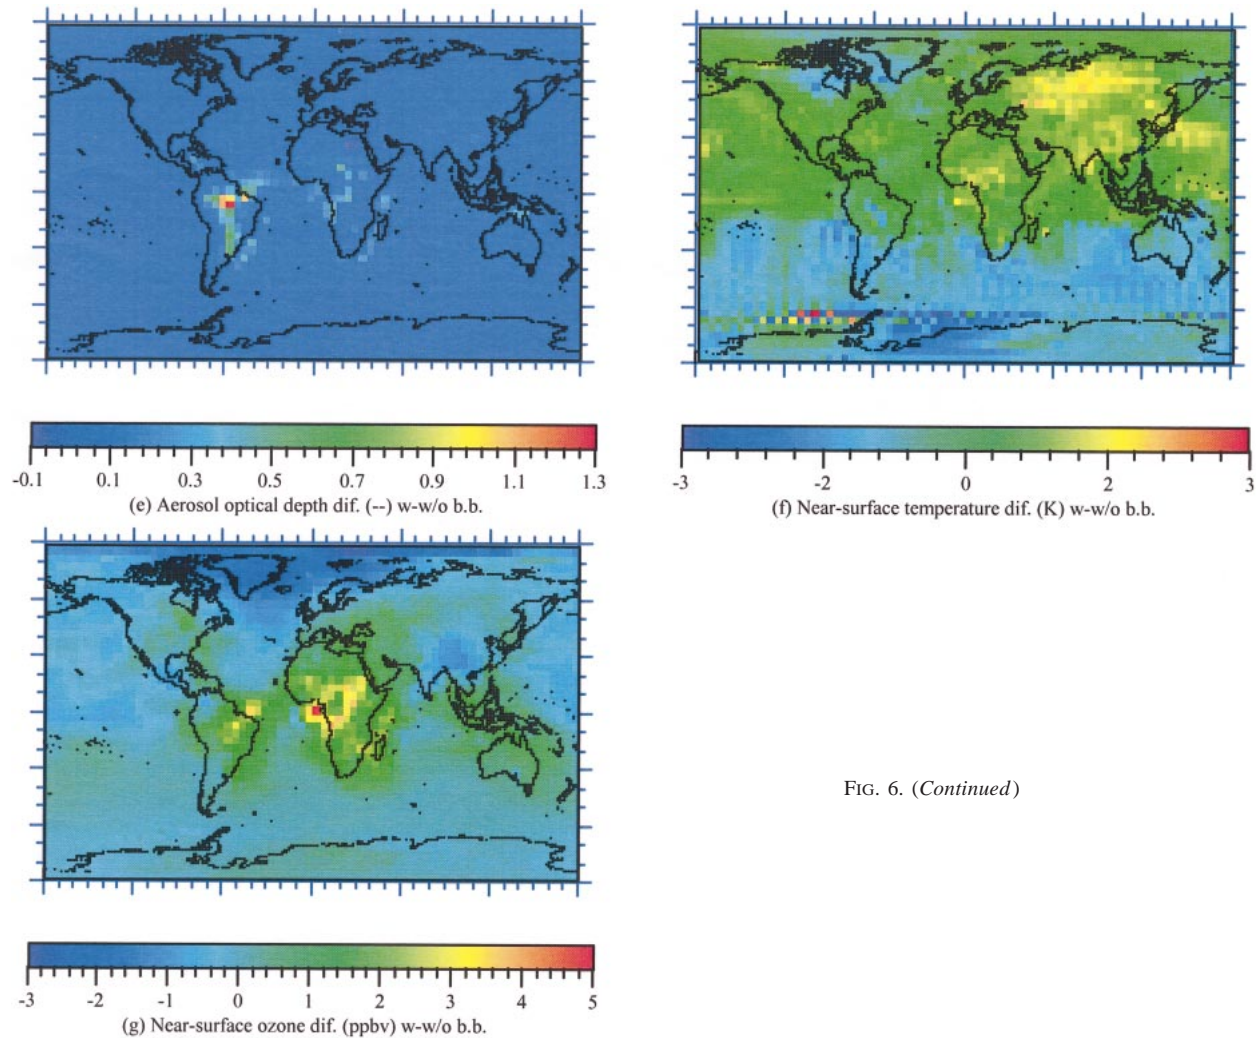 -0.1 0.1 0.3 0.5 0.7 0.9 1.1 1.3
(e) Aerosol optical depth dif. (--) w-w/o b.b.
-3 -2 0 2 3
(f) Near-surface temperature dif. (K) w-w/o b.b.
-3 -2 -1 0 1 2 3 4 5
(g) Near-surface ozone dif. (ppbv) w-w/o b.b.
FIG. 6. (Continued)